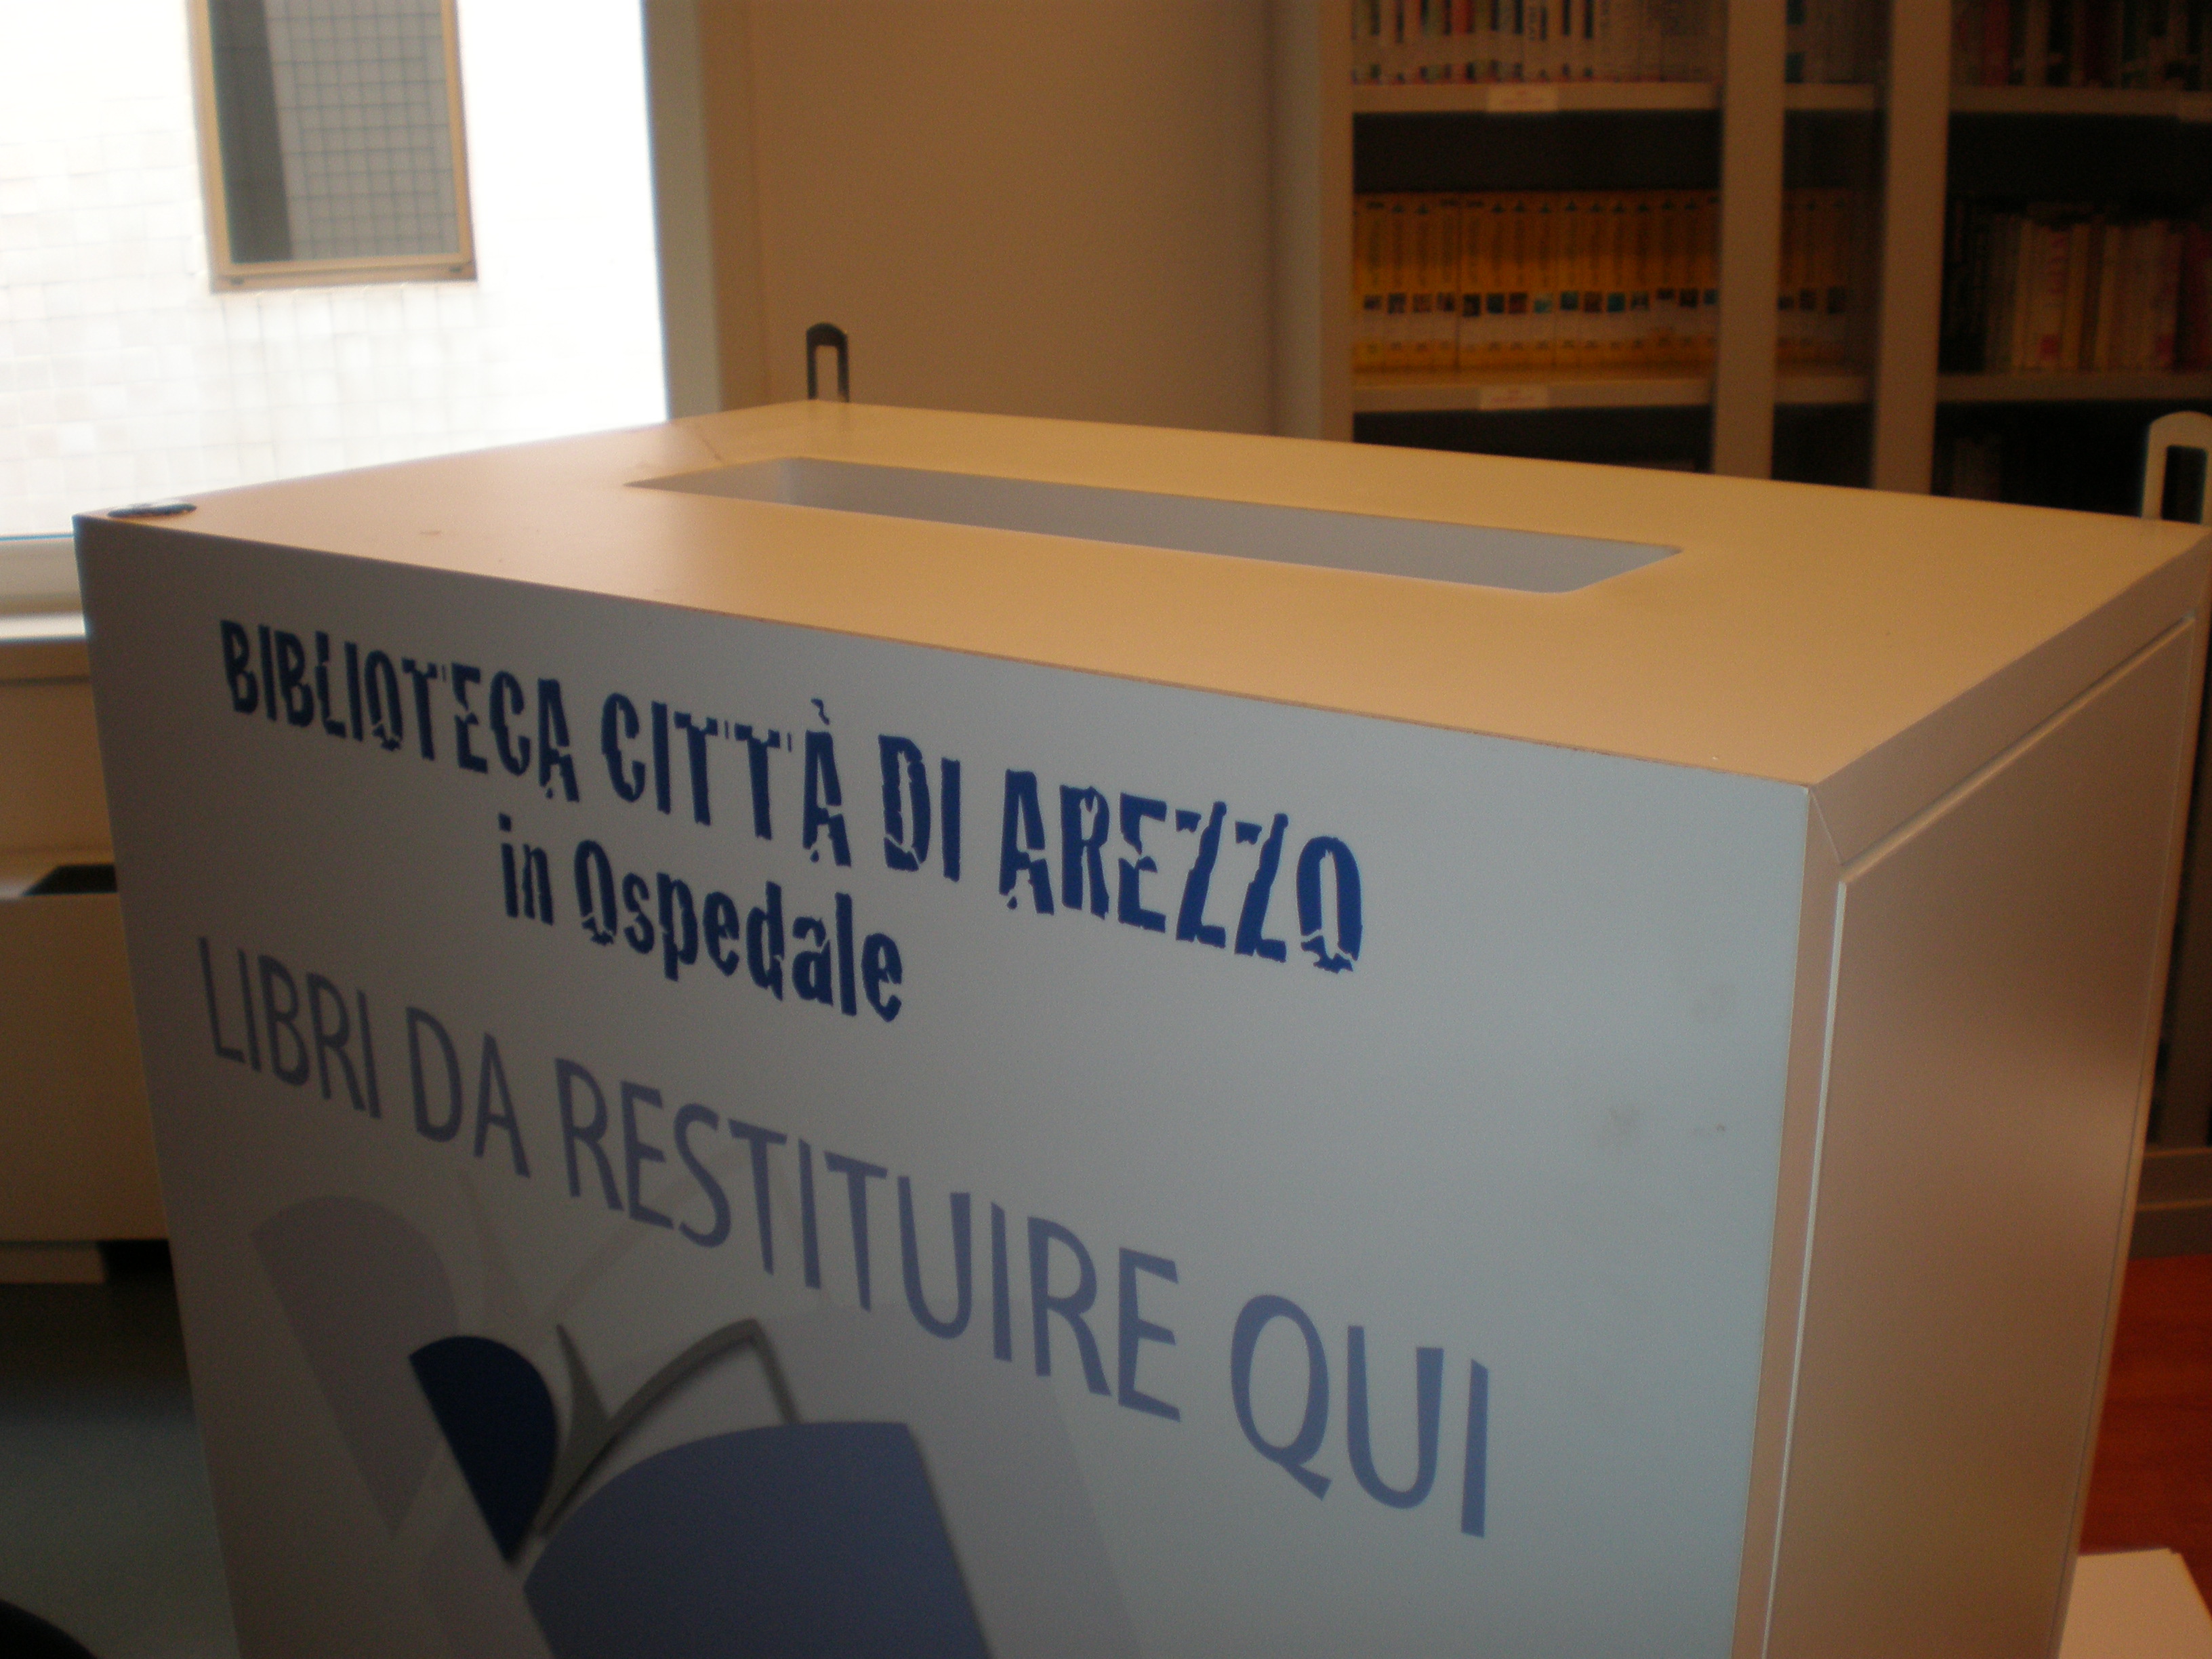 BIBLIOTECA CITTÀ DI AREZZO
in Ospedale
LIBRI DA RESTITUIRE QUI